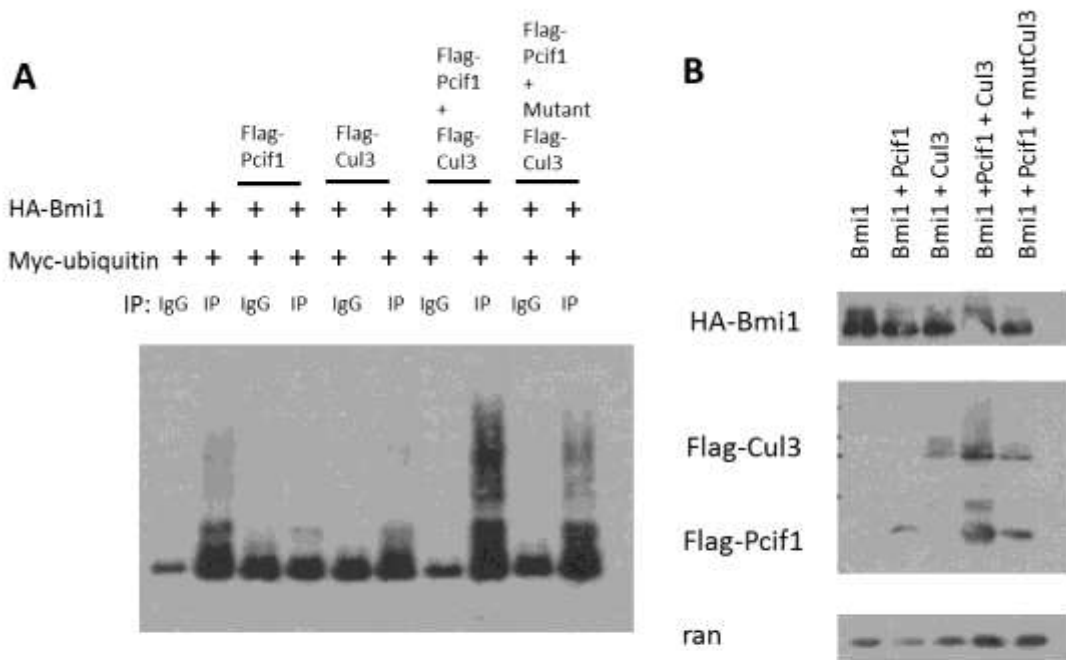 A
Flag-
Pcif1
Flag-
Cul3
Flag-
Pcif1
+
Flag-
Cul3
Flag-
Pcif1
+
Mutant
Flag-
Cul3
HA-Bmi1 + + + + + + + + + +
Myc-ubiquitin + + + + + + + + + +
IP: IgG IP IgG IP IgG IP IgG IP IgG IP
B
Bmi1
Bmi1 + Pcif1
Bmi1 + Cul3
Bmi1 +Pcif1 + Cul3
Bmi1 + Pcif1 + mutCul3
HA-Bmi1
Flag-Cul3
Flag-Pcif1
ran